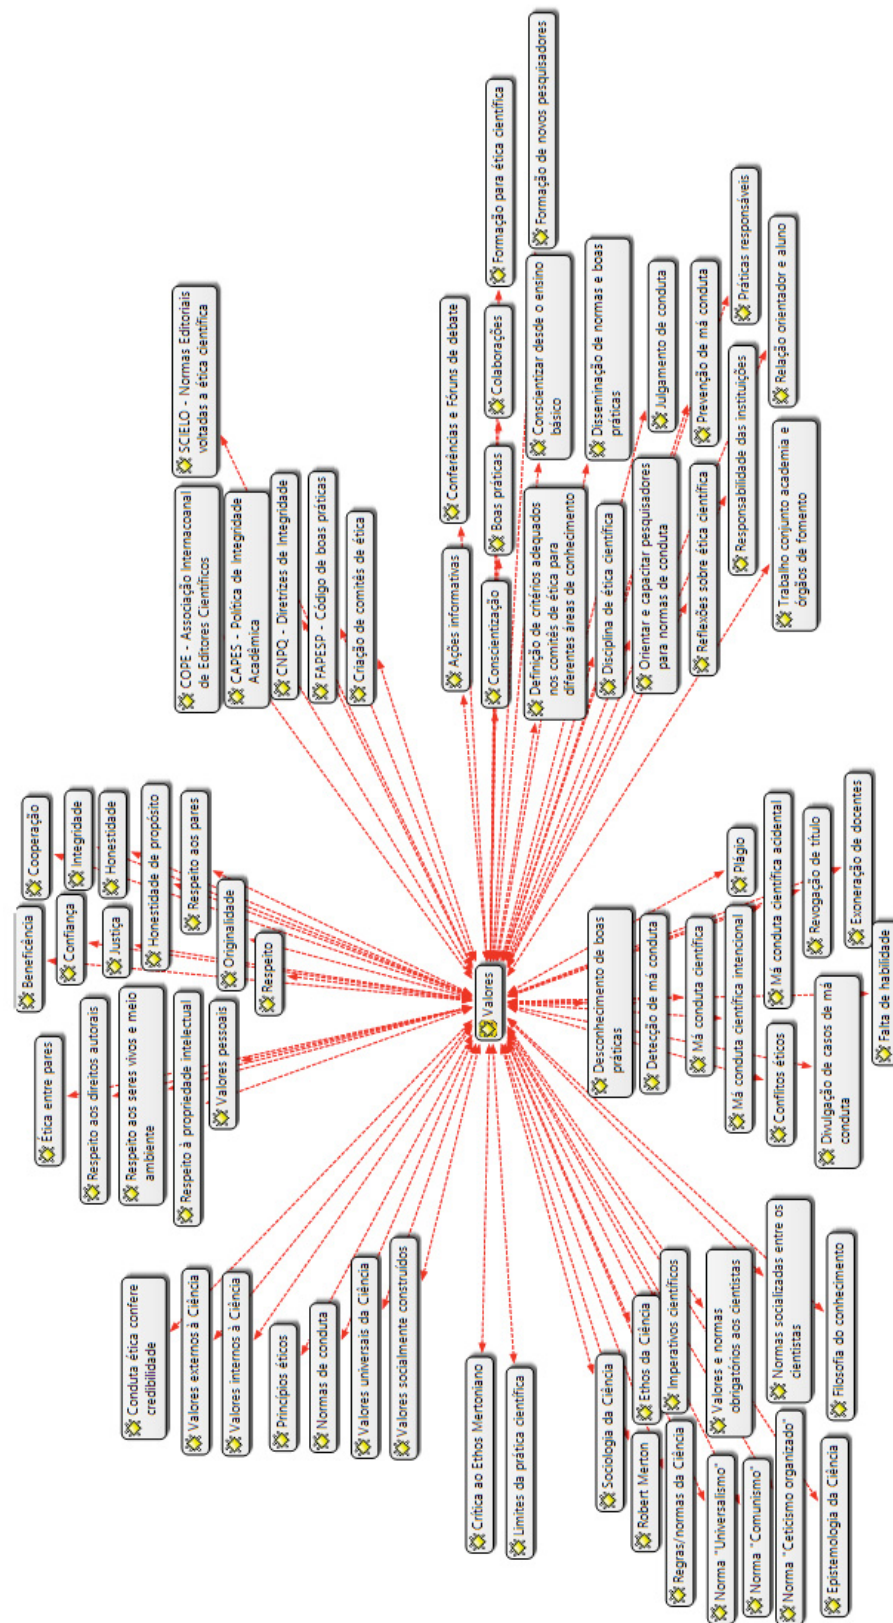 Conduta ética confere
credibilidade
Valores externos à Ciência
Valores internos à Ciência
Princípios éticos
Normas de conduta
Valores universais da Ciência
Valores socialmente construídos
Ética entre pares
Respeito aos direitos autorais
Respeito aos seres vivos e meio
ambiente
Respeito à propriedade intelectual
Valores pessoais
Beneficência
Cooperação
Confiança
Integridade
Justiça
Honestidade
Honestidade de propósito
Respeito aos pares
Originalidade
Respeito
COPE - Associação Internacoanal
de Editores Científicos
SCIELO - Normas Editoriais
voltadas a ética científica
CAPES - Política de Integridade
Acadêmica
CNPQ - Diretrizes de Integridade
FAPESP - Código de boas práticas
Criação de comitês de ética
Crítica ao Ethos Mertoniano
Limites da prática científica
Valores
Ações informativas
Conferências e Fóruns de debate
Conscientização
Boas práticas
Colaborações
Formação para ética científica
Definição de critérios adequados
nos comitês de ética para
diferentes áreas de conhecimento
Conscientizar desde o ensino
básico
Formação de novos pesquisadores
Disciplina de ética científica
Disseminação de normas e boas
práticas
Orientar e capacitar pesquisadores
para normas de conduta
Julgamento de conduta
Reflexões sobre ética científica
Prevenção de má conduta
Responsabilidade das instituições
Práticas responsáveis
Trabalho conjunto academia e
órgãos de fomento
Relação orientador e aluno
Sociologia da Ciência
Robert Merton
Ethos da Ciência
Regras/normas da Ciência
Imperativos científicos
Norma "Universalismo"
Valores e normas
obrigatórios aos cientistas
Norma "Comunismo"
Norma "Ceticismo organizado"
Normas socializadas entre os
cientistas
Epistemologia da Ciência
Filosofia do conhecimento
Desconhecimento de boas
práticas
Detecção de má conduta
Má conduta científica
Má conduta científica intencional
Plágio
Conflitos éticos
Má conduta científica acidental
Divulgação de casos de má
conduta
Revogação de título
Exoneração de docentes
Falta de habilidade